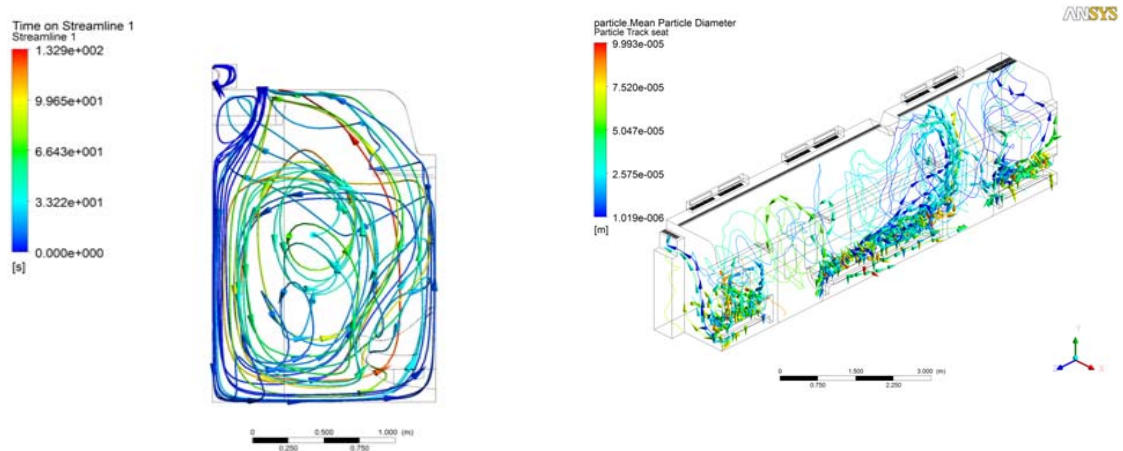 Time on Streamline 1
Streamline 1
1.329e+002
9.965e+001
6.643e+001
3.322e+001
0.000e+000
[s]
0 0.500 1.000 (m)
0.250 0.750
ANSYS
particle.Mean Particle Diameter
Particle Track seat
9.993e-005
7.520e-005
5.047e-005
2.575e-005
1.019e-006
[m]
0 1.500 3.000 (m)
0.750 2.250
Y
X